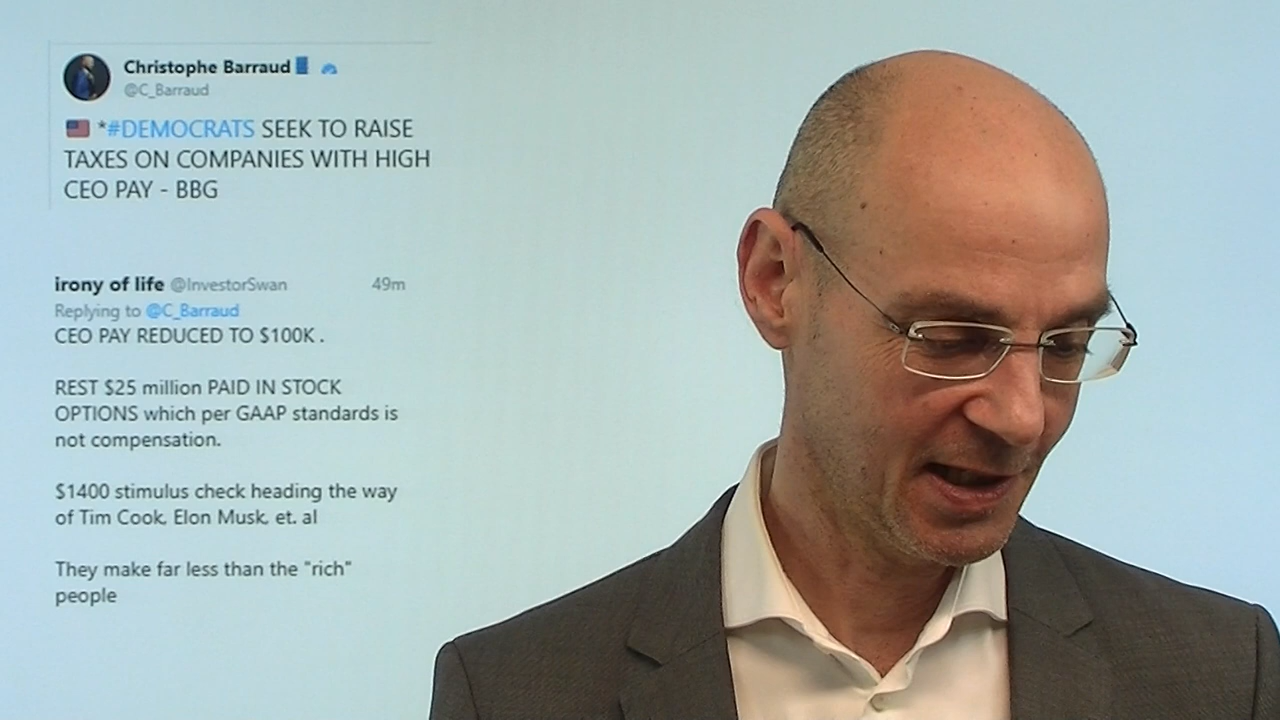 Christophe Barraud
@C_Barraud
*#DEMOCRATS SEEK TO RAISE
TAXES ON COMPANIES WITH HIGH
CEO PAY - BBG
irony of life @InvestorSwan 49m
Replying to @C_Barraud
CEO PAY REDUCED TO $100K .
REST $25 million PAID IN STOCK
OPTIONS which per GAAP standards is
not compensation.
$1400 stimulus check heading the way
of Tim Cook, Elon Musk, et. al
They make far less than the "rich"
people